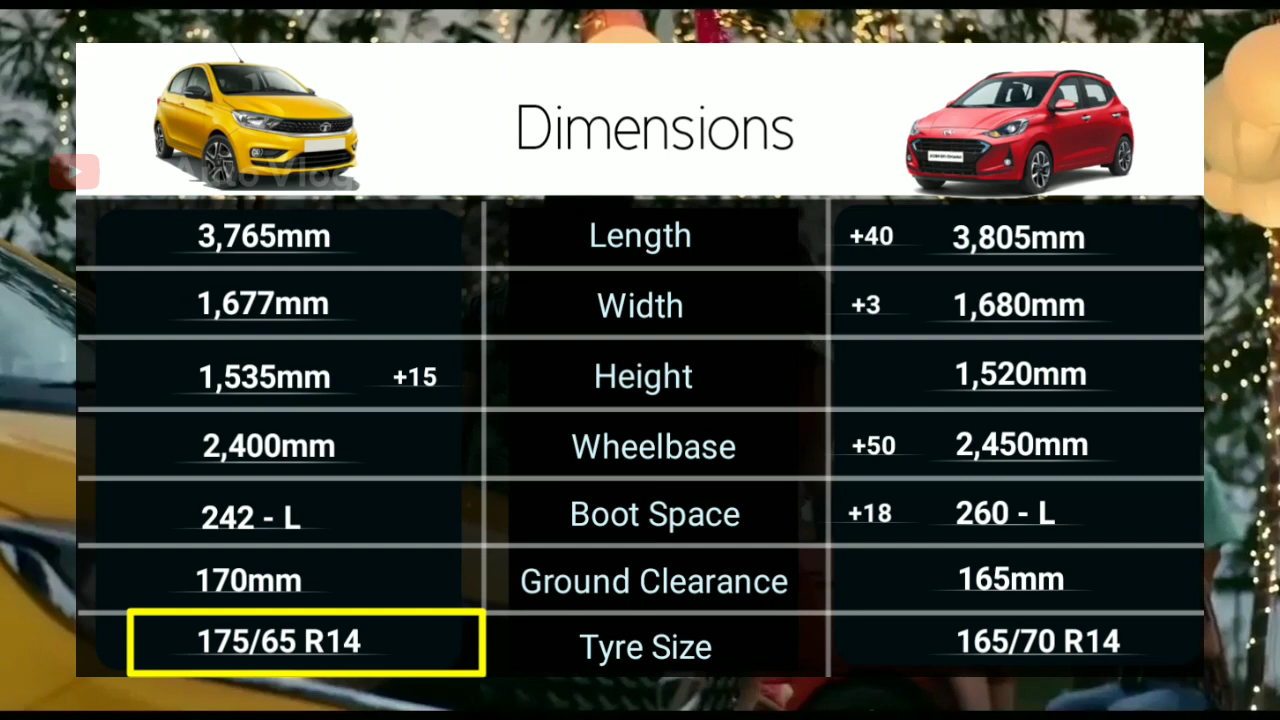 Dimensions
Auto Vlog
3,765mm Length +40 3,805mm
1,677mm Width +3 1,680mm
1,535mm +15 Height 1,520mm
2,400mm Wheelbase +50 2,450mm
242 - L Boot Space +18 260 - L
170mm Ground Clearance 165mm
175/65 R14 Tyre Size 165/70 R14